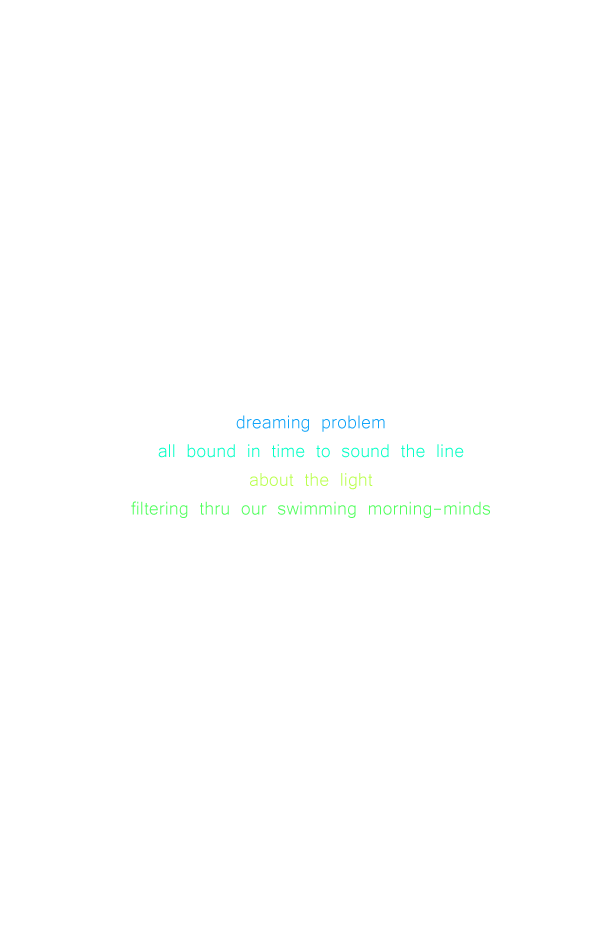 dreaming problem
all bound in time to sound the line
about the light
filtering thru our swimming morning-minds